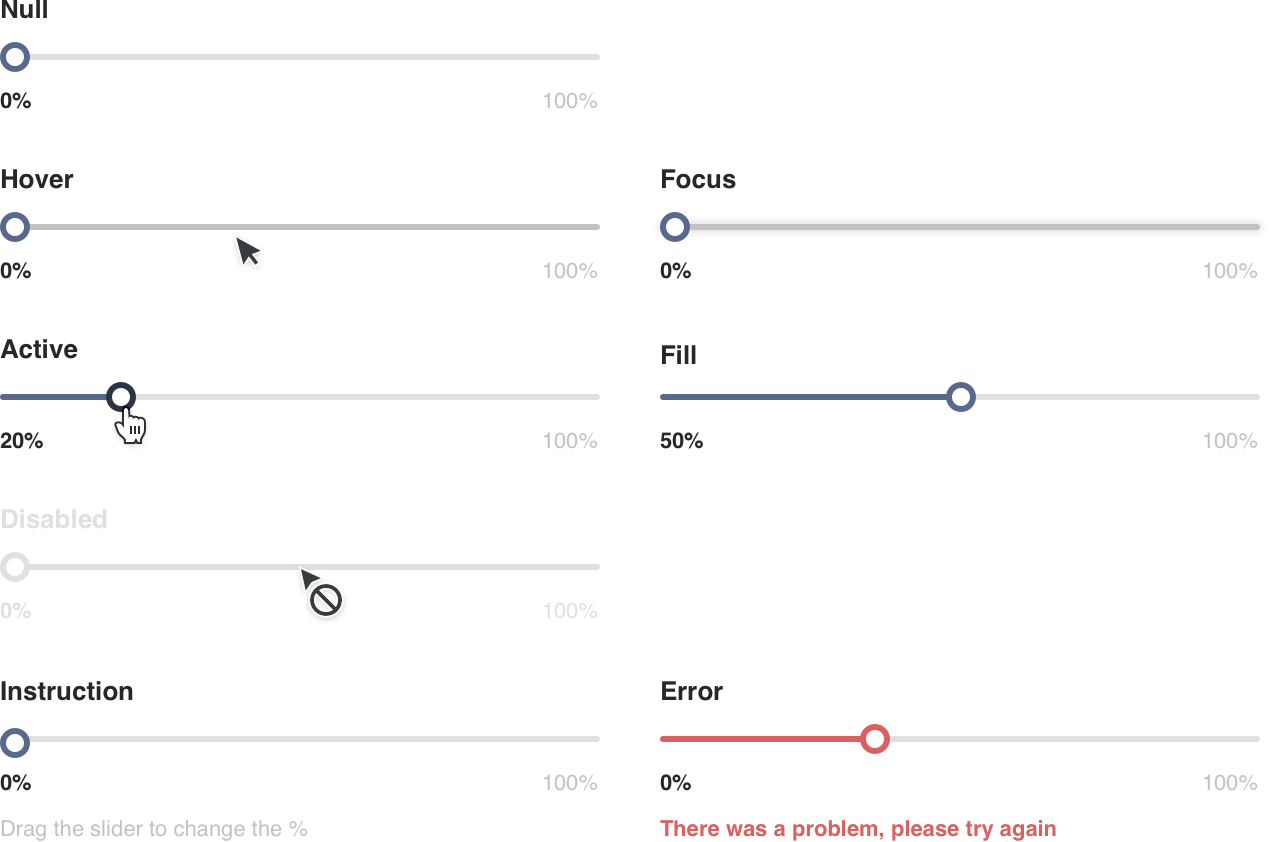 Null
0% 100%
Hover
0% 100%
Focus
0% 100%
Active
20% 100%
Fill
50% 100%
Disabled
0% 100%
Instruction
0% 100%
Drag the slider to change the %
Error
0% 100%
There was a problem, please try again